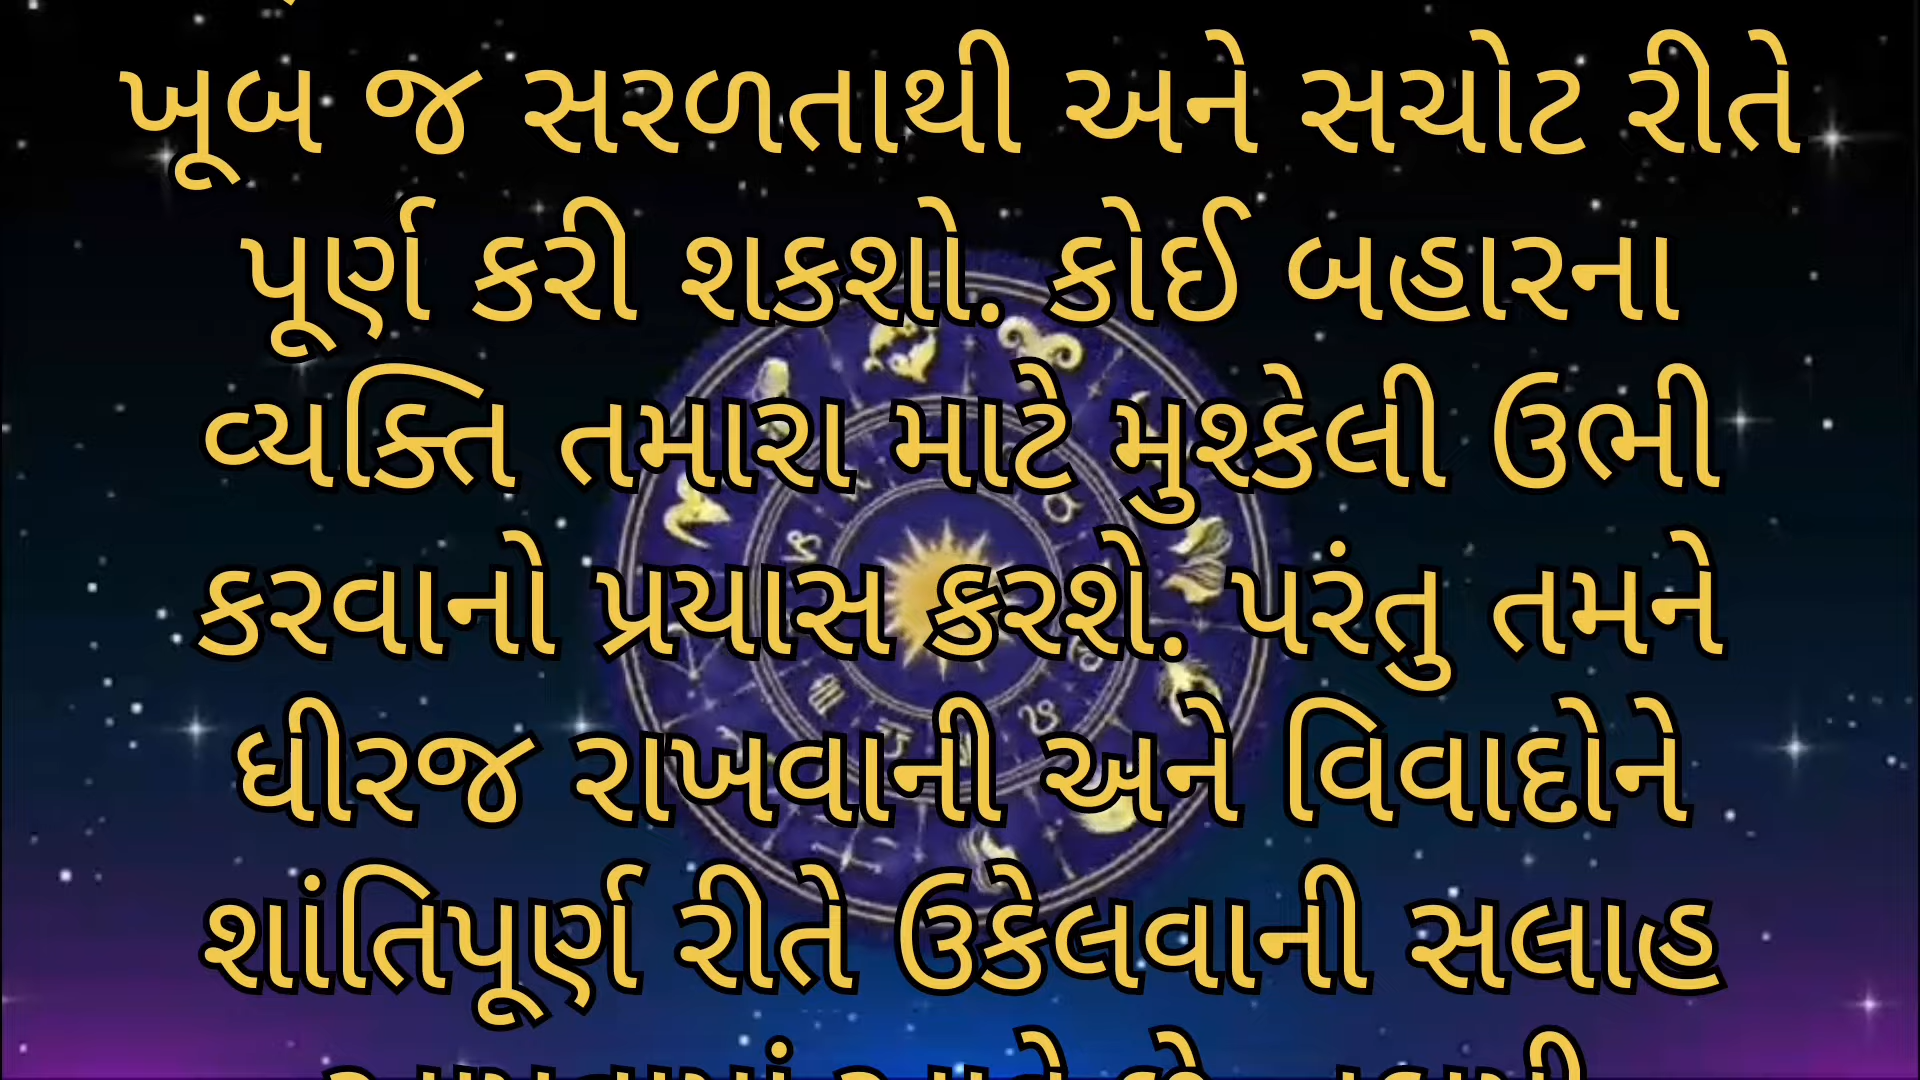 ખૂબ જ સરળતાથી અને સચોટ રીતે
પૂર્ણ કરી શકશો. કોઈ બહારના
વ્યક્તિ તમારા માટે મુશ્કેલી ઉભી
કરવાનો પ્રયાસ કરશે. પરંતુ તમને
ધીરજ રાખવાની અને વિવાદોને
શાંતિપૂર્ણ રીતે ઉકેલવાની સલાહ